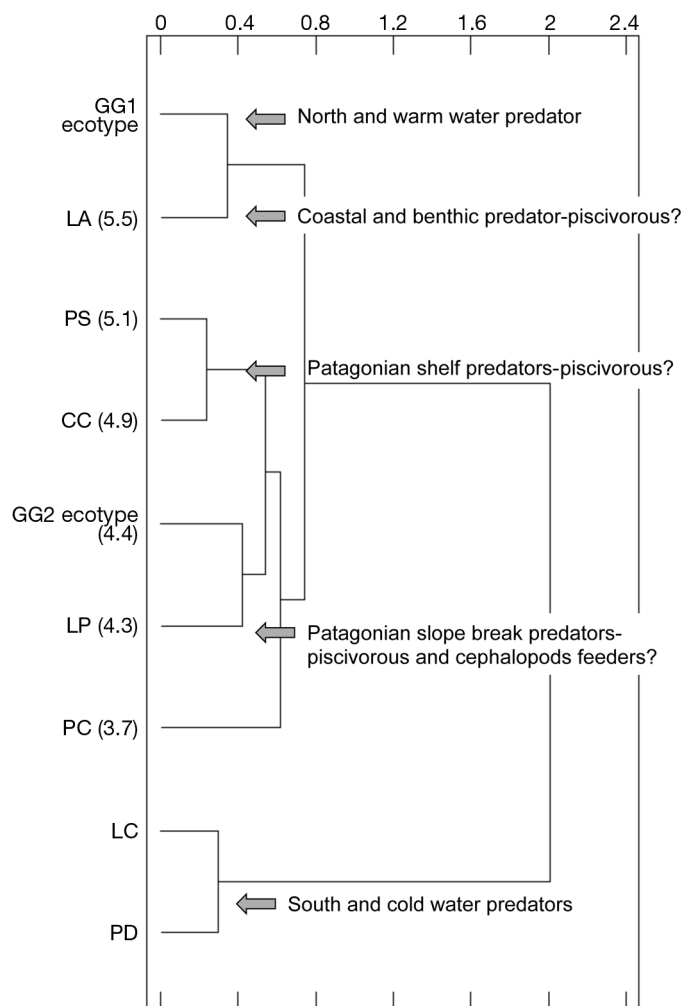 0 0.4 0.8 1.2 1.6 2 2.4
GG1
ecotype
North and warm water predator
LA (5.5)
Coastal and benthic predator-piscivorous?
PS (5.1)
Patagonian shelf predators-piscivorous?
CC (4.9)
GG2 ecotype
(4.4)
LP (4.3)
Patagonian slope break predators-
piscivorous and cephalopods feeders?
PC (3.7)
LC
South and cold water predators
PD